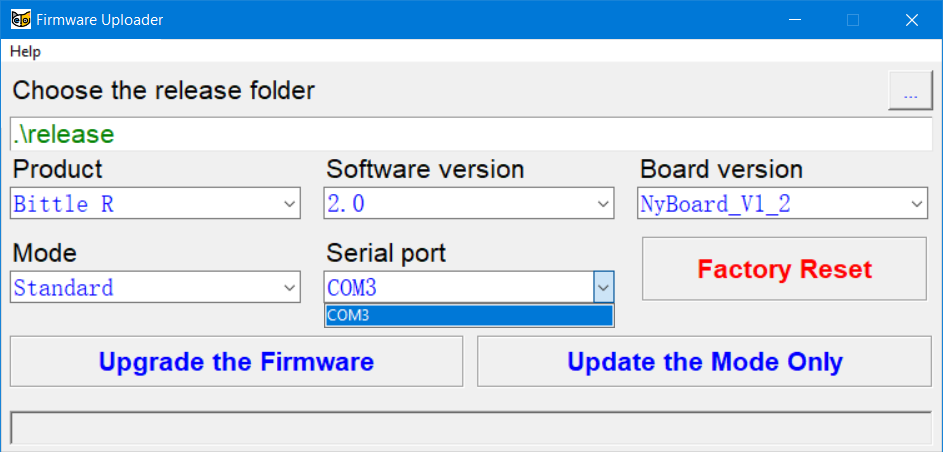 Firmware Uploader
Help
Choose the release folder
...
.\release
Product Software version Board version
Bittle R 2.0 NyBoard_V1_2
Mode Serial port
Factory Reset
Standard COM3
COM3
Upgrade the Firmware Update the Mode Only